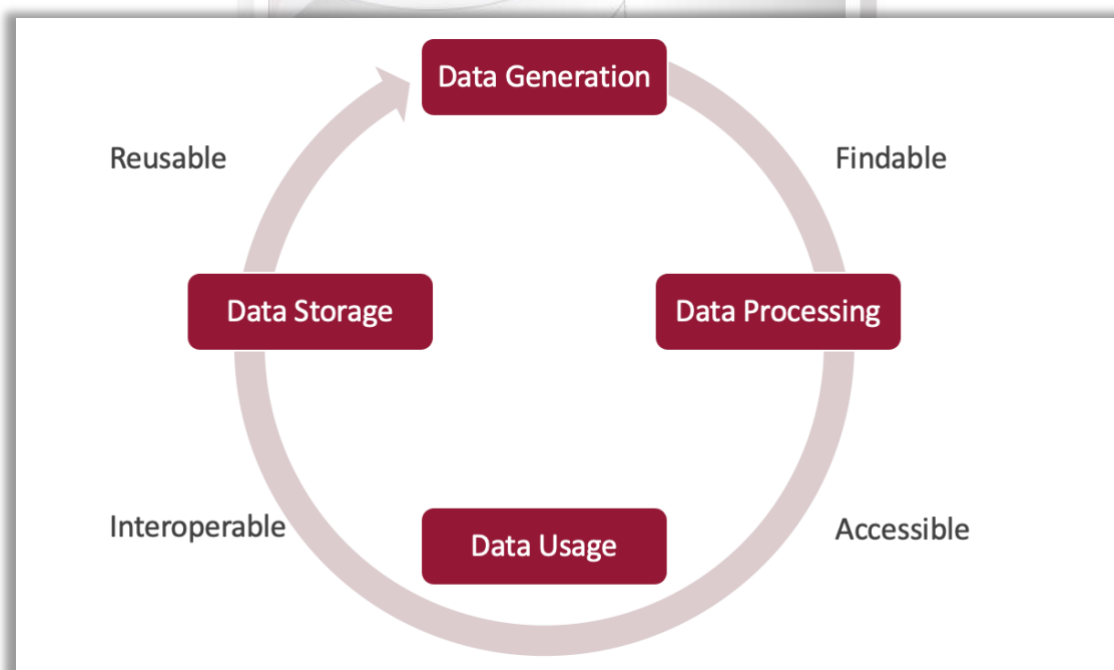 Data Generation
Reusable
Findable
Data Storage
Data Processing
Interoperable
Accessible
Data Usage